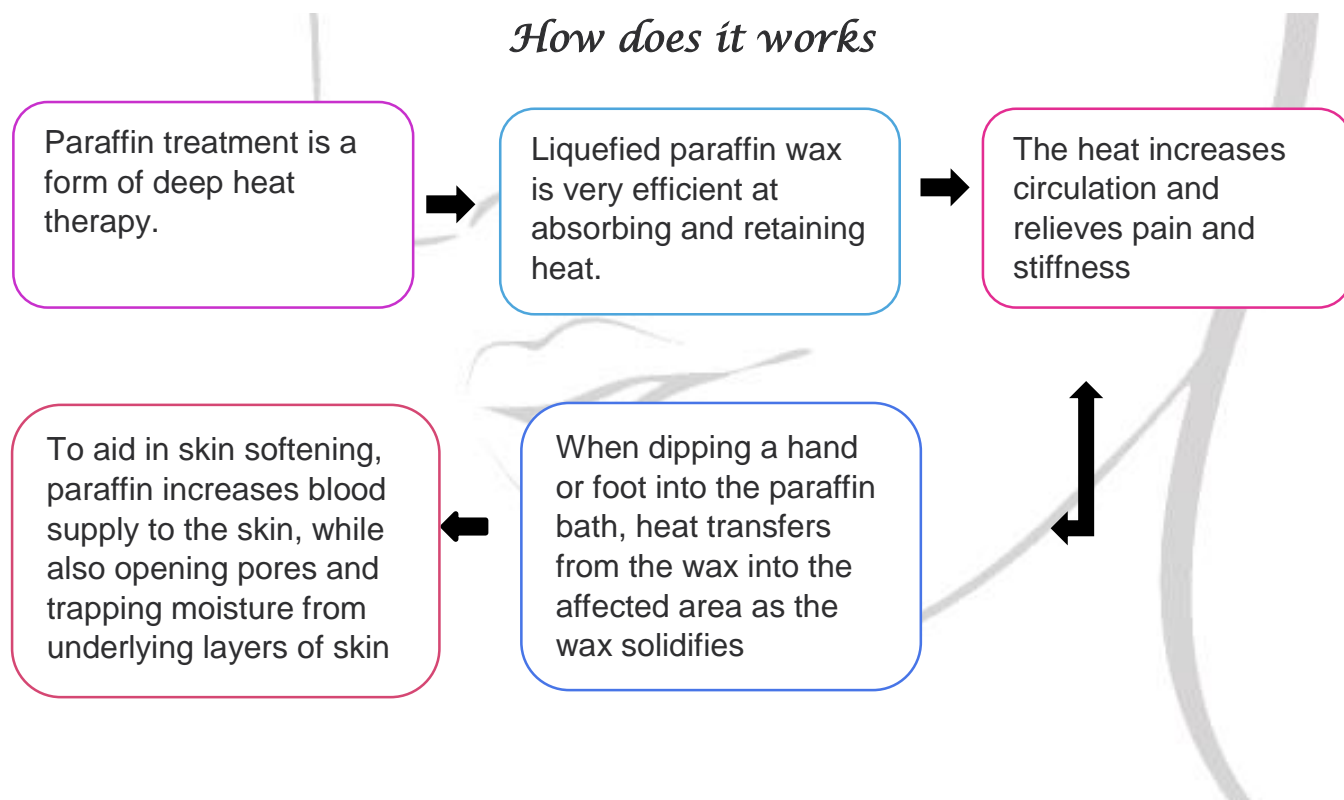 How does it works
Paraffin treatment is a
form of deep heat
therapy.
Liquefied paraffin wax
is very efficient at
absorbing and retaining
heat.
The heat increases
circulation and
relieves pain and
stiffness
When dipping a hand
or foot into the paraffin
bath, heat transfers
from the wax into the
affected area as the
wax solidifies
To aid in skin softening,
paraffin increases blood
supply to the skin, while
also opening pores and
trapping moisture from
underlying layers of skin